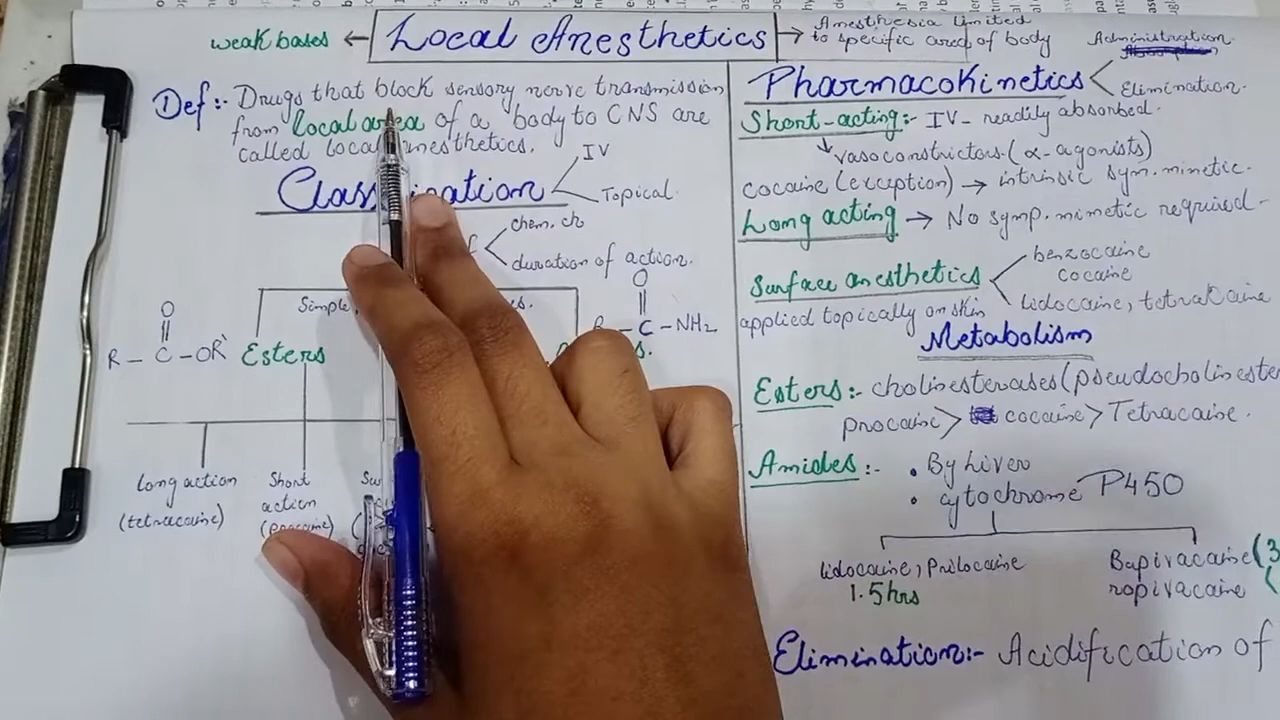 weak bases ← Local Anesthetics → Anesthesia limited
to specific area of body
Def:- Drugs that block sensory nerve transmission
from local area of a body to CNS are
called local anesthetics.
IV
Topical
chem. ch
duration of action.
Simple
O
R – C – OR'
Esters
O
C – NH2
Long action
(tetracaine)
Short
action
Administration
Pharmacokinetics
Elimination.
Short-acting:- IV - readily absorbed.
↓ vasoconstrictors (α-agonists)
cocaine (exception) → intrinsic sym. mimetic.
Long acting → No symp. mimetic required -
Surface anesthetics
benzocaine
cocaine
lidocaine, tetrakaine
applied topically on skin
Metabolism
Esters:- cholinesterases (pseudocholineste
procaine > cocaine > Tetracaine.
Amides:- • By liver
• cytochrome P450
lidocaine, Prilocaine
1.5hrs
Bupivacaine (3
ropivacaine (
Elimination:- Acidification of